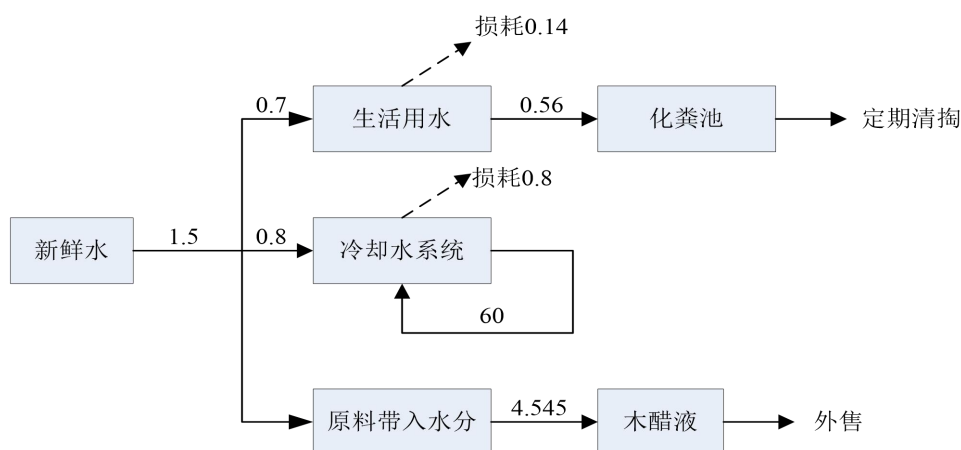 损耗0.14
0.7
生活用水
0.56
化粪池
定期清掏
损耗0.8
新鲜水
1.5
0.8
冷却水系统
60
原料带入水分
4.545
木醋液
外售